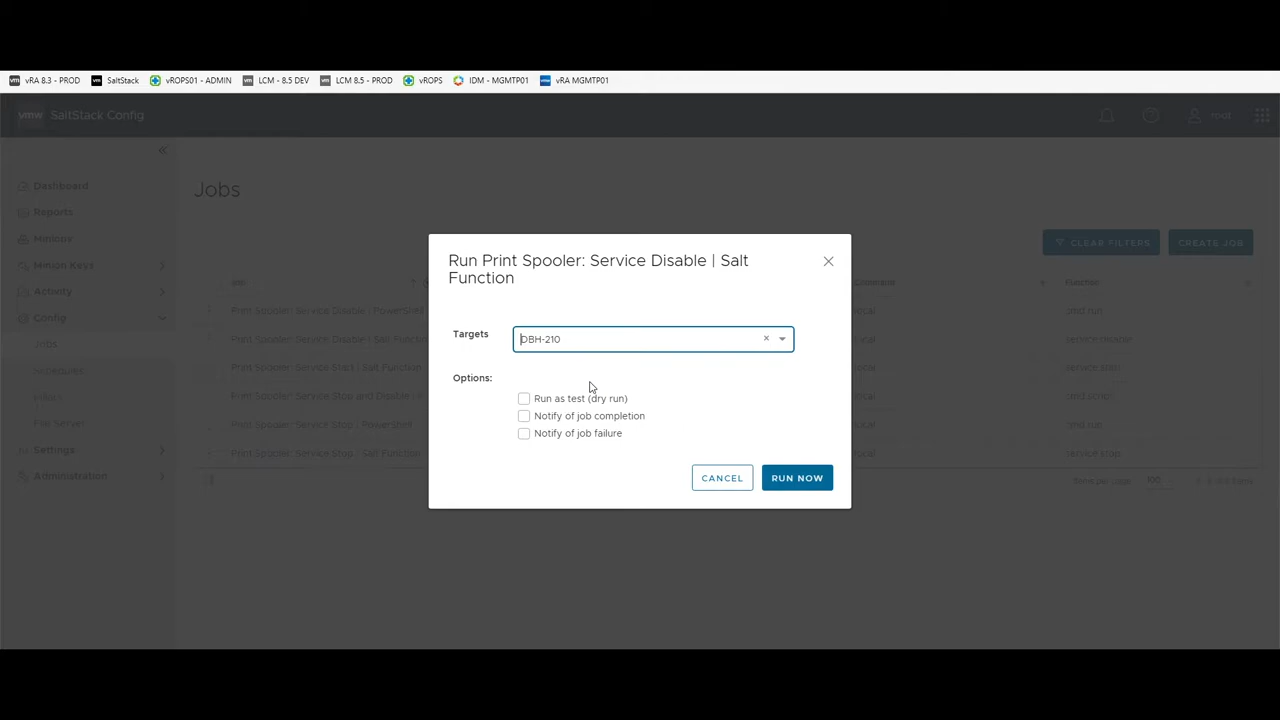 vRA 8.3 - PROD SaltStack vROPS01 - ADMIN LCM - 8.5 DEV LCM 8.5 - PROD vROPS IDM - MGMTP01 vRA MGMTP01
vmw SaltStack Config root
Dashboard
Reports
Minions
Minion Keys
Activity
Config
Jobs
Schedules
Pillars
File Server
Settings
Administration
Jobs
CLEAR FILTERS CREATE JOB
Job Command Function
Print Spooler: Service Disable | PowerShell local cmd.run
Print Spooler: Service Disable | Salt Function local service.disable
Print Spooler: Service Start | Salt Function local service.start
Print Spooler: Service Stop and Disable | local cmd.script
Print Spooler: Service Stop | PowerShell local cmd.run
Print Spooler: Service Stop | Salt Function local service.stop
Rows per page 100
Run Print Spooler: Service Disable | Salt
Function
Targets DBH-210
Options:
Run as test (dry run)
Notify of job completion
Notify of job failure
CANCEL RUN NOW